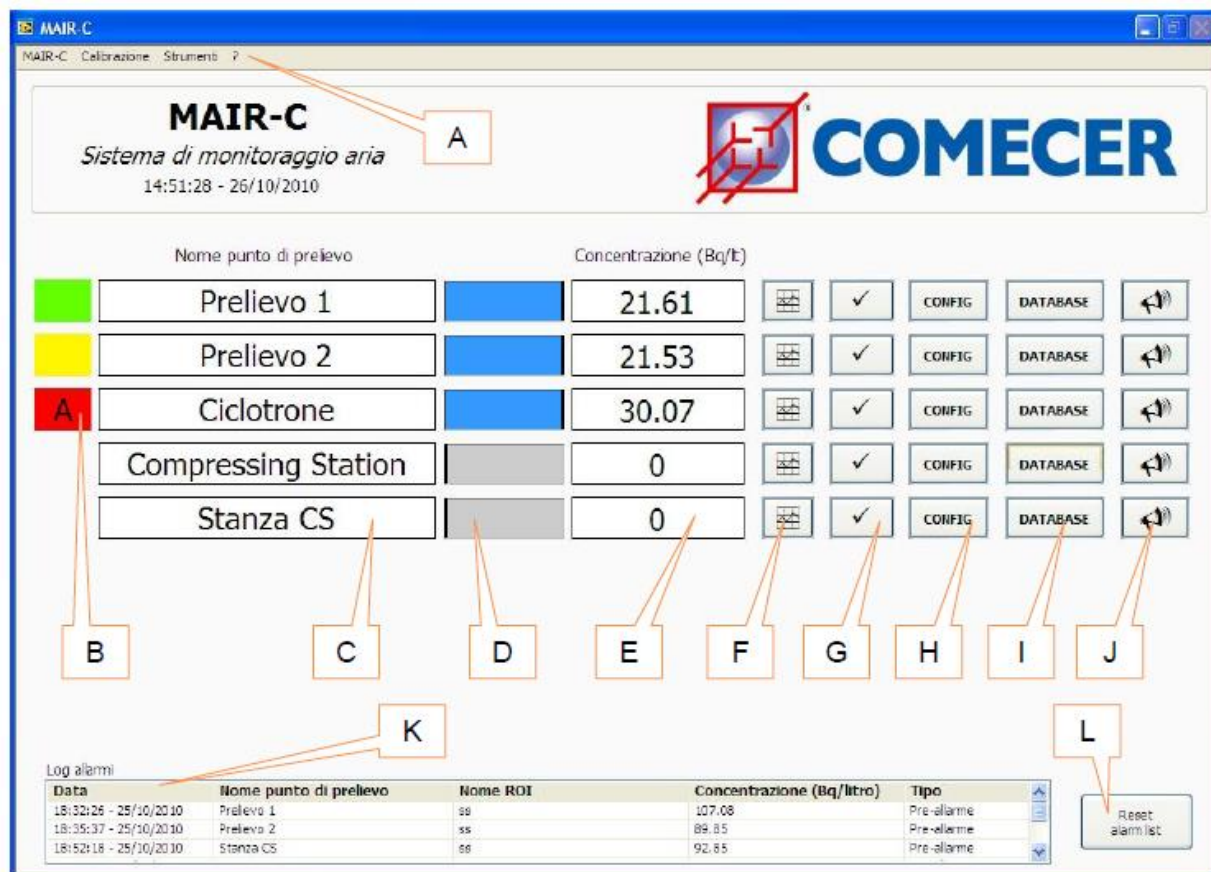 MAIR-C
MAIR-C Calibrazione Strumenti ?
MAIR-C
Sistema di monitoraggio aria
14:51:28 - 26/10/2010
A
COMECER
Nome punto di prelievo Concentrazione (Bq/lt)
Prelievo 1 21.61 CONFIG DATABASE
Prelievo 2 21.53 CONFIG DATABASE
A Ciclotrone 30.07 CONFIG DATABASE
Compressing Station 0 CONFIG DATABASE
Stanza CS 0 CONFIG DATABASE
B C D E F G H I J
K L
Log allarmi
Data Nome punto di prelievo Nome ROI Concentrazione (Bq/litro) Tipo
18:32:26 - 25/10/2010 Prelievo 1 ss 107.08 Pre-allarme
18:35:37 - 25/10/2010 Prelievo 2 ss 89.85 Pre-allarme
18:52:18 - 25/10/2010 Stanza CS ss 92.85 Pre-allarme
Reset
alarm list